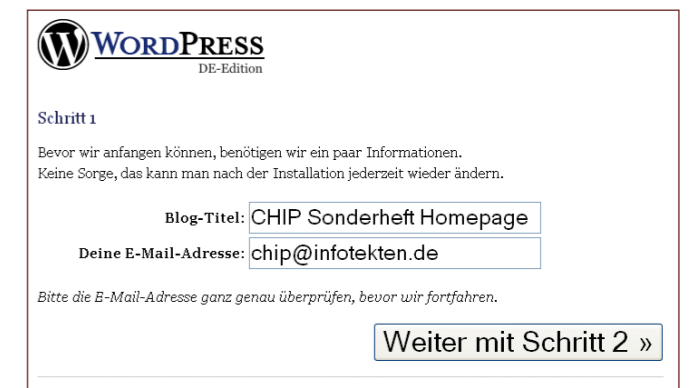 WORDPRESS
DE-Edition
Schritt 1
Bevor wir anfangen können, benötigen wir ein paar Informationen.
Keine Sorge, das kann man nach der Installation jederzeit wieder ändern.
Blog-Titel: CHIP Sonderheft Homepage
Deine E-Mail-Adresse: chip@infotekten.de
Bitte die E-Mail-Adresse ganz genau überprüfen, bevor wir fortfahren.
Weiter mit Schritt 2 »